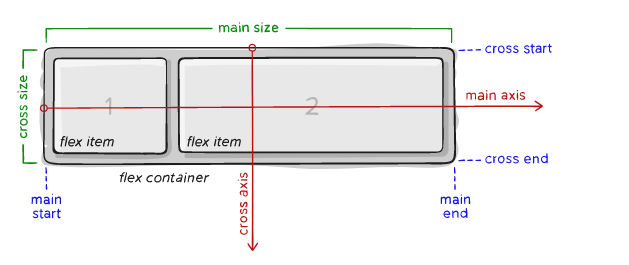 main size
cross start
cross size
1
2
main axis
flex item
flex item
cross end
flex container
cross axis
main
start
main
end